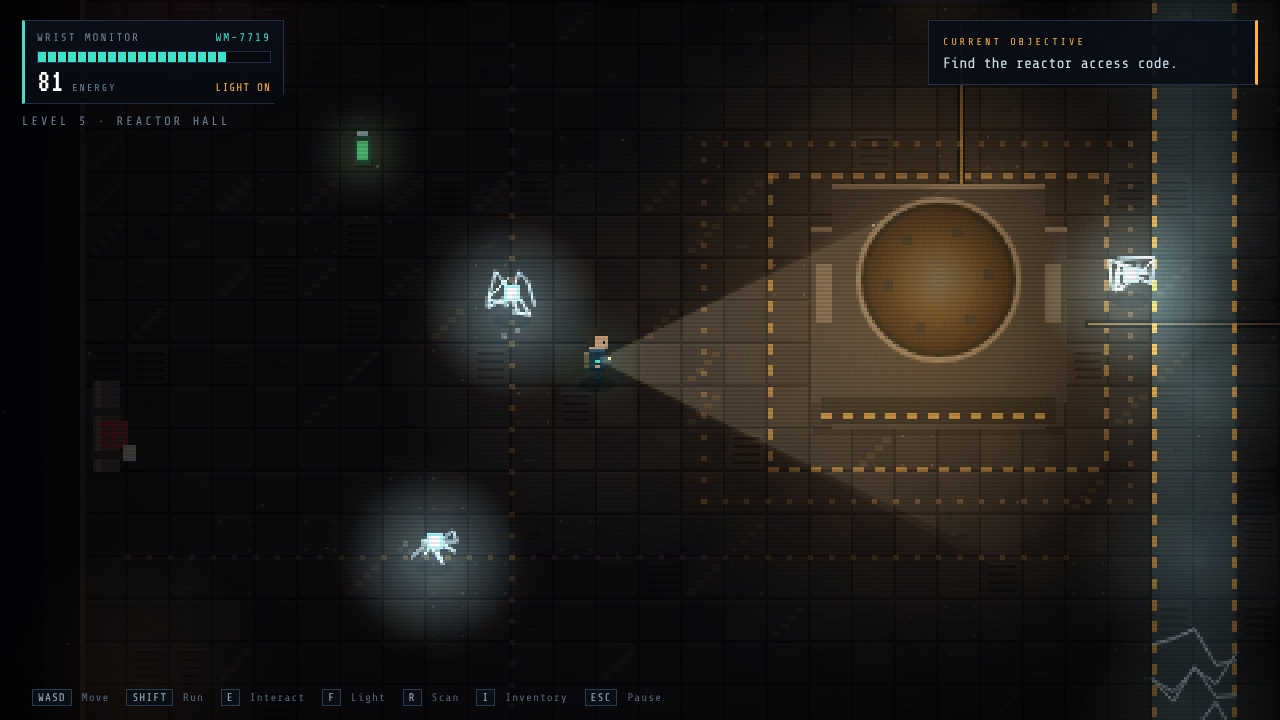 WRIST MONITOR WM-7719
81 ENERGY LIGHT ON
LEVEL 5 · REACTOR HALL
CURRENT OBJECTIVE
Find the reactor access code.
WASD Move SHIFT Run E Interact F Light R Scan I Inventory ESC Pause